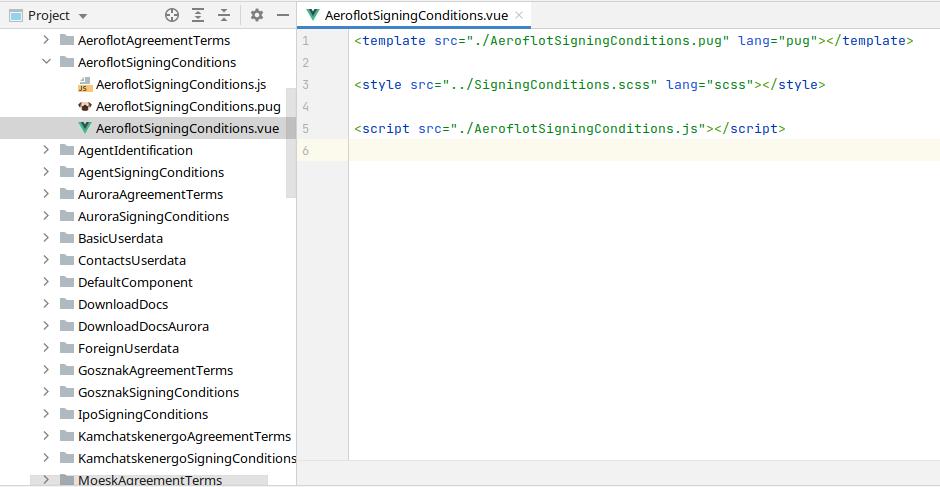 Project
AeroflotSigningConditions.vue
AeroflotAgreementTerms
AeroflotSigningConditions
AeroflotSigningConditions.js
AeroflotSigningConditions.pug
AeroflotSigningConditions.vue
AgentIdentification
AgentSigningConditions
AuroraAgreementTerms
AuroraSigningConditions
BasicUserdata
ContactsUserdata
DefaultComponent
DownloadDocs
DownloadDocsAurora
ForeignUserdata
GosznakAgreementTerms
GosznakSigningConditions
IpoSigningConditions
KamchatskenergoAgreementTerms
KamchatskenergoSigningConditions
MoeskAgreementTerms
1 <template src="./AeroflotSigningConditions.pug" lang="pug"></template>
2
3 <style src="../SigningConditions.scss" lang="scss"></style>
4
5 <script src="./AeroflotSigningConditions.js"></script>
6